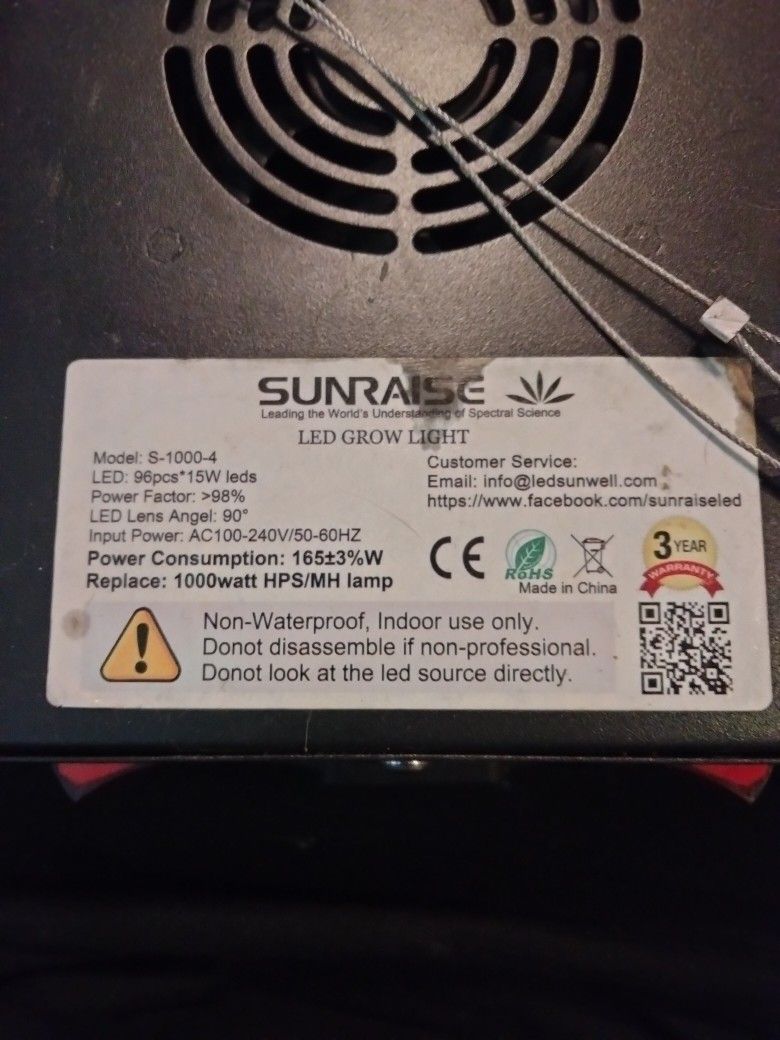 SUNRAISE
Leading the World's Understanding of Spectral Science
LED GROW LIGHT
Model: S-1000-4
LED: 96pcs*15W leds
Power Factor: >98%
LED Lens Angel: 90°
Input Power: AC100-240V/50-60HZ
Power Consumption: 165±3%W
Replace: 1000watt HPS/MH lamp
Customer Service:
Email: info@ledsunwell.com
https://www.facebook.com/sunraiseled
CE
RoHS
Made in China
3 YEAR
WARRANTY
Non-Waterproof, Indoor use only.
Donot disassemble if non-professional.
Donot look at the led source directly.